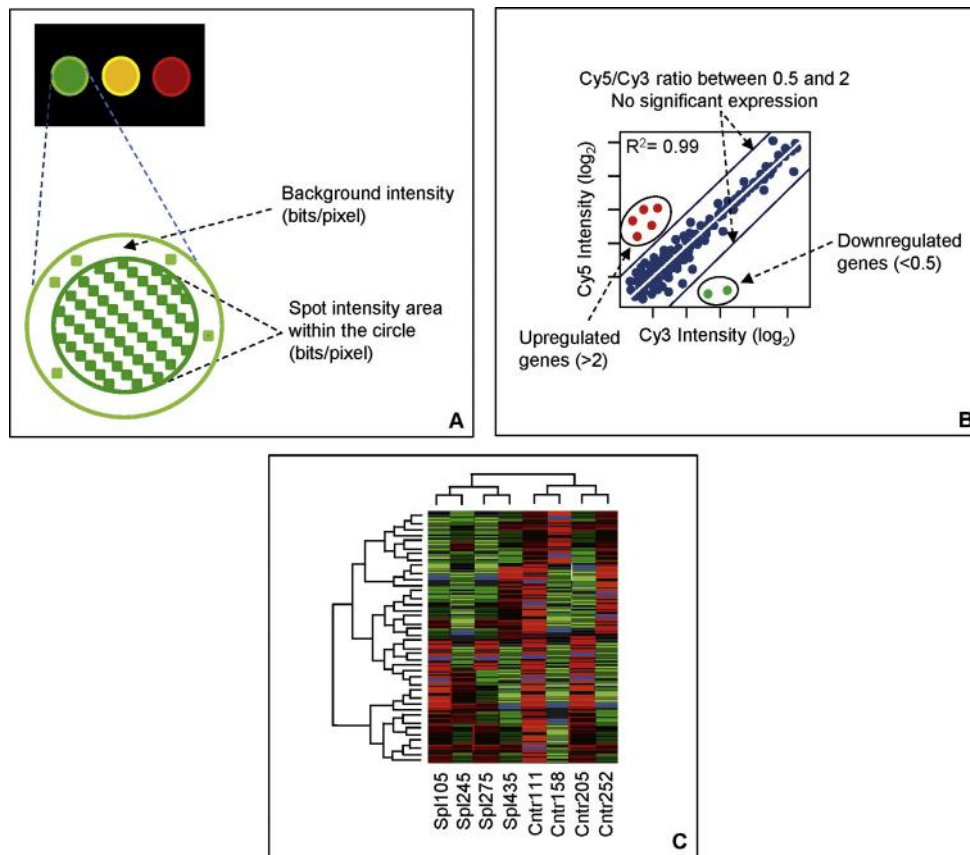 Background intensity
(bits/pixel)
Spot intensity area
within the circle
(bits/pixel)
A
Cy5/Cy3 ratio between 0.5 and 2
No significant expression
R²= 0.99
Cy5 Intensity (log₂)
Downregulated
genes (<0.5)
Upregulated
genes (>2)
Cy3 Intensity (log₂)
B
Spl105
Spl245
Spl275
Spl435
Cntr111
Cntr158
Cntr205
Cntr252
C